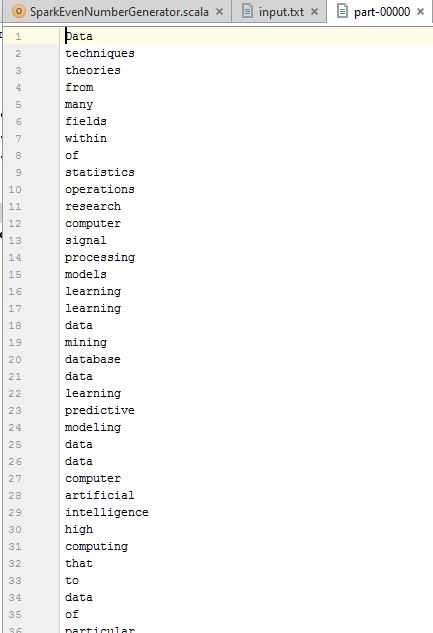 SparkEvenNumberGenerator.scala input.txt part-00000
1 Data
2 techniques
3 theories
4 from
5 many
6 fields
7 within
8 of
9 statistics
10 operations
11 research
12 computer
13 signal
14 processing
15 models
16 learning
17 learning
18 data
19 mining
20 database
21 data
22 learning
23 predictive
24 modeling
25 data
26 data
27 computer
28 artificial
29 intelligence
30 high
31 computing
32 that
33 to
34 data
35 of
36 particular